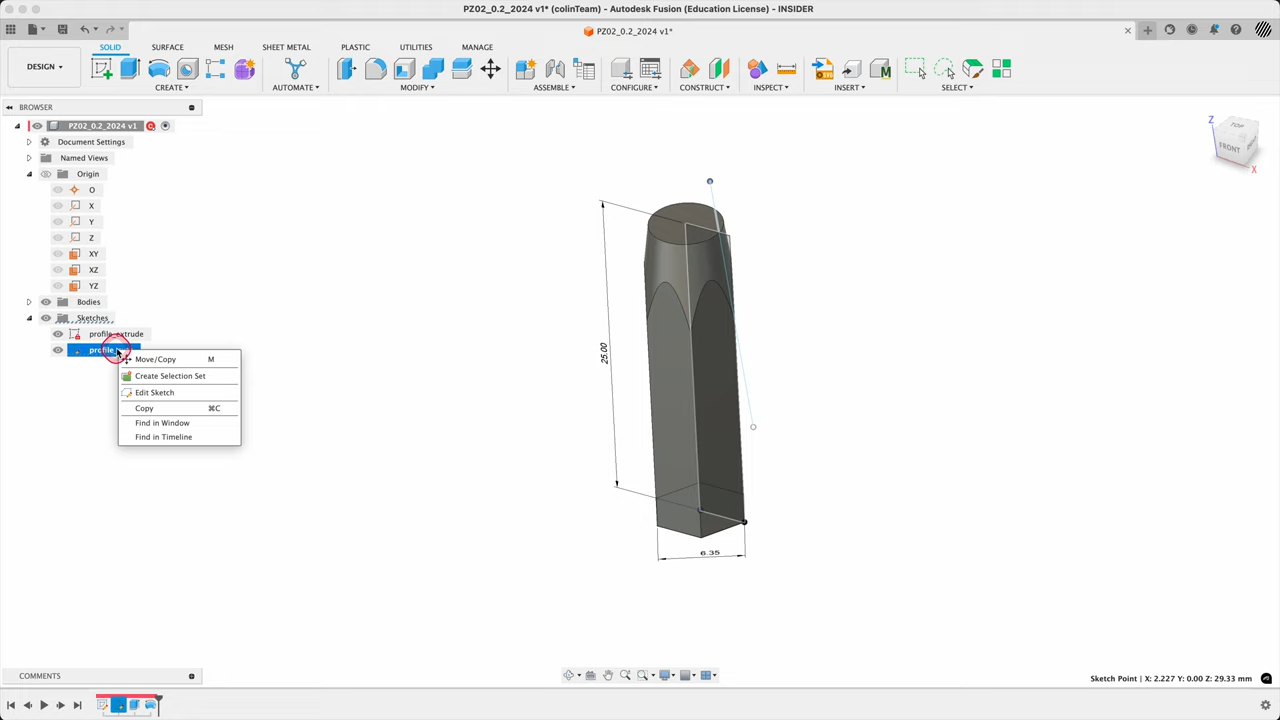 PZ02_0.2_2024 v1* (colinTeam) - Autodesk Fusion (Education License) - INSIDER
PZ02_0.2_2024 v1*
SOLID SURFACE MESH SHEET METAL PLASTIC UTILITIES MANAGE
DESIGN
CREATE AUTOMATE MODIFY ASSEMBLE CONFIGURE CONSTRUCT INSPECT INSERT SELECT
BROWSER
PZ02_0.2_2024 v1
Document Settings
Named Views
Origin
O
X
Y
Z
XY
XZ
YZ
Bodies
Sketches
profile_extrude
Move/Copy M
Create Selection Set
Edit Sketch
Copy ⌘C
Find in Window
Find in Timeline
25.00
6.35
TOP
FRONT
Z
X
COMMENTS
Sketch Point | X: 2.227 Y: 0.00 Z: 29.33 mm